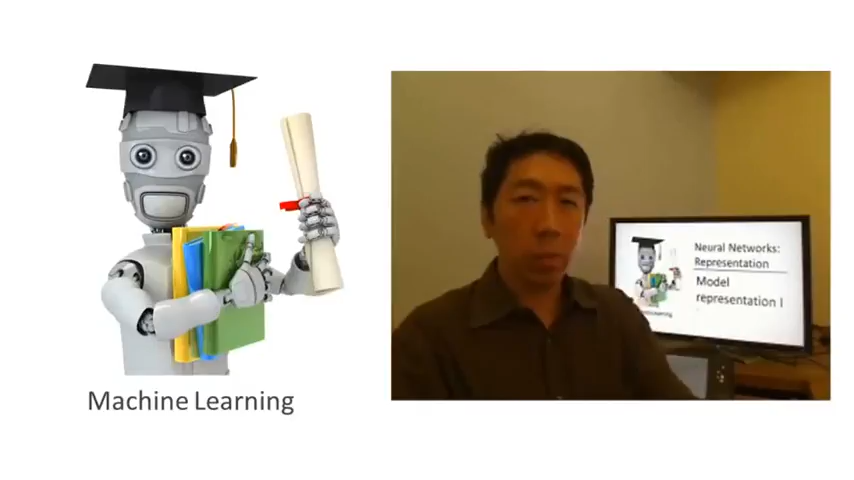 Machine Learning
Neural Networks:
Representation
Model
representation I